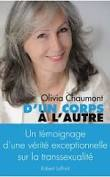 Olivia Chaumont
D'UN CORPS
À L'AUTRE
Un témoignage
d'une vérité exceptionnelle
sur la transsexualité
Robert Laffont